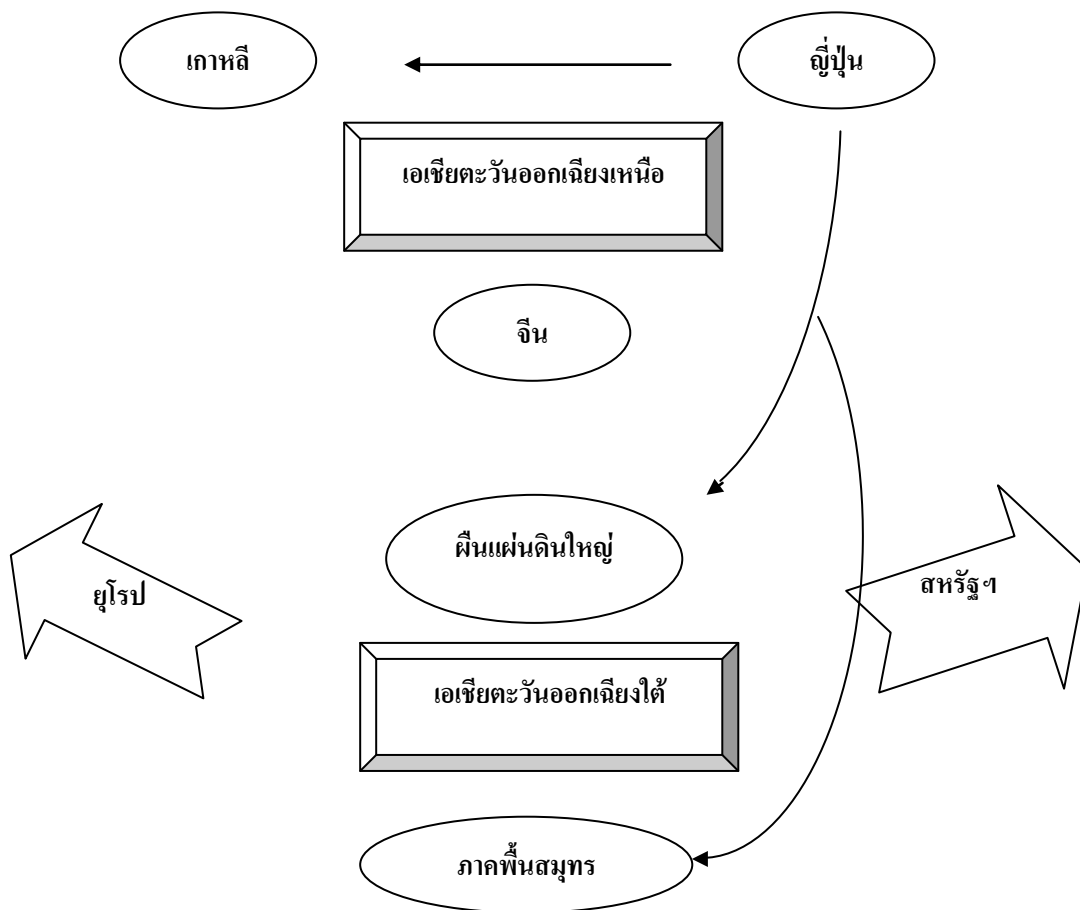 เกาหลี
ญี่ปุ่น
เอเชียตะวันออกเฉียงเหนือ
จีน
ผืนแผ่นดินใหญ่
ยุโรป
สหรัฐฯ
เอเชียตะวันออกเฉียงใต้
ภาคพื้นสมุทร